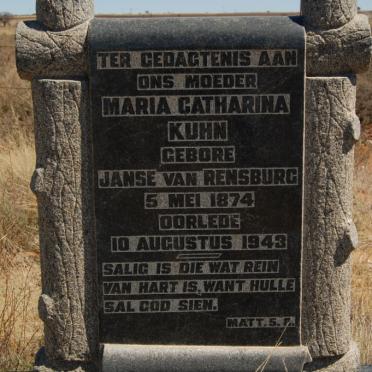 TER GEDAGTENIS AAN
ONS MOEDER
MARIA CATHARINA
KUHN
GEBORE
JANSE VAN RENSBURG
5 MEI 1874
OORLEDE
10 AUGUSTUS 1943
SALIG IS DIE WAT REIN
VAN HART IS, WANT HULLE
SAL GOD SIEN.
MATT. 5. 7.